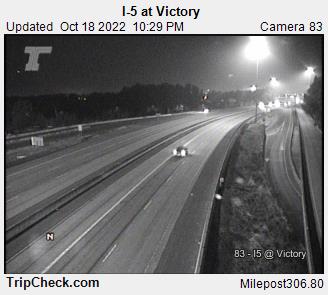 I-5 at Victory
Updated Oct 18 2022 10:29 PM Camera 83
T
N
83 - I5 @ Victory
TripCheck.com Milepost306.80